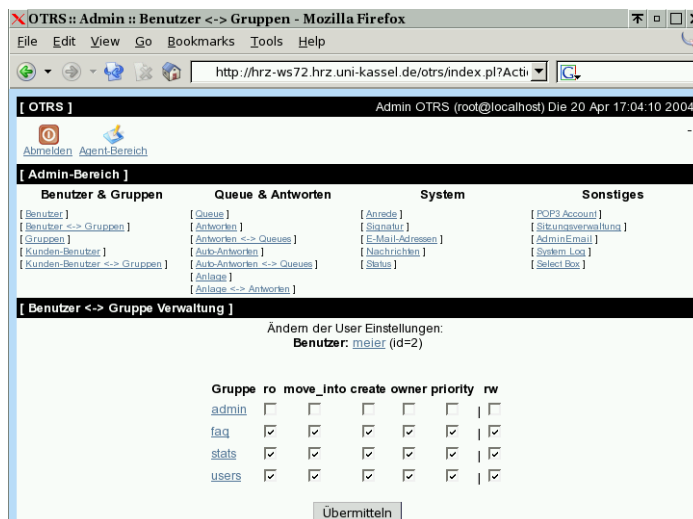 OTRS :: Admin :: Benutzer <-> Gruppen - Mozilla Firefox
File Edit View Go Bookmarks Tools Help
http://hrz-ws72.hrz.uni-kassel.de/otrs/index.pl?Acti
G
[ OTRS ] Admin OTRS (root@localhost) Die 20 Apr 17:04:10 2004
Abmelden Agent-Bereich
-
[ Admin-Bereich ]
Benutzer & Gruppen Queue & Antworten System Sonstiges
[ Benutzer ] [ Queue ] [ Anrede ] [ POP3 Account ]
[ Benutzer <-> Gruppen ] [ Antworten ] [ Signatur ] [ Sitzungsverwaltung ]
[ Gruppen ] [ Antworten <-> Queues ] [ E-Mail-Adressen ] [ AdminEmail ]
[ Kunden-Benutzer ] [ Auto-Antworten ] [ Nachrichten ] [ System Log ]
[ Kunden-Benutzer <-> Gruppen ] [ Auto-Antworten <-> Queues ] [ Status ] [ Select Box ]
[ Anlage ]
[ Anlage <-> Antworten ]
[ Benutzer <-> Gruppe Verwaltung ]
Ändern der User Einstellungen:
Benutzer: meier (id=2)
Gruppe ro move_into create owner priority rw
admin |
faq |
stats |
users |
Übermitteln